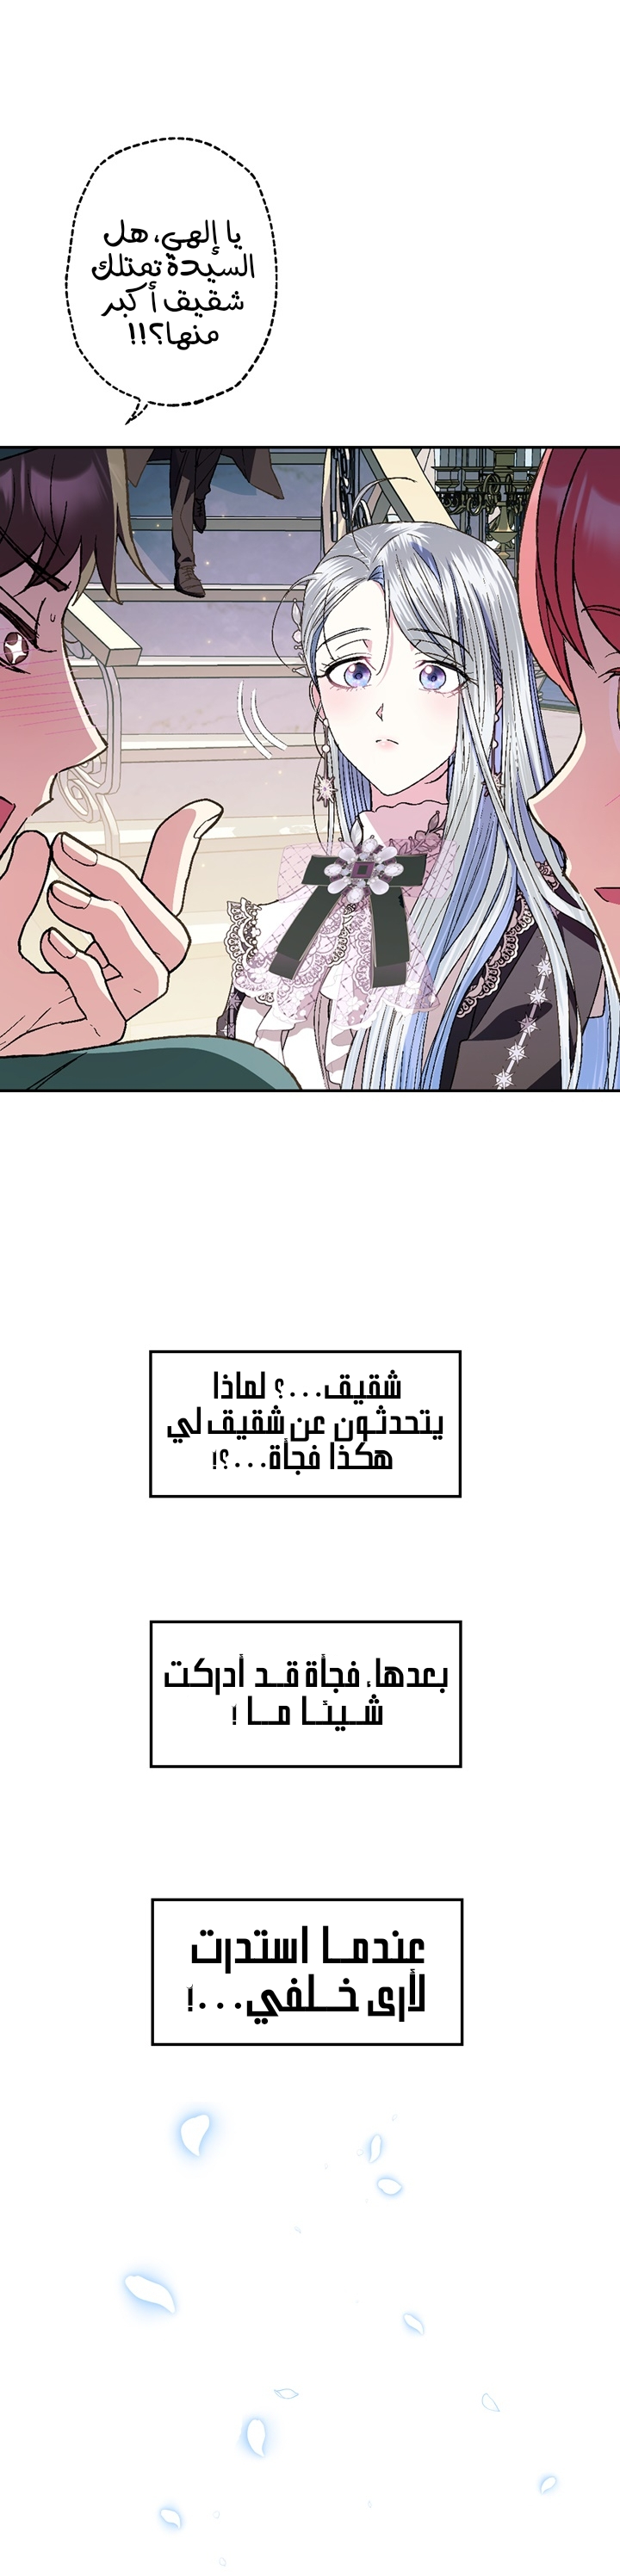 يا إلهي، هل
السيدة تمتلك
شقيق أكبر
منها؟!!
شقيق...؟ لماذا
يتحدثون عن شقيق لي
هكذا فجأة...؟!
بعدها، فجأة قد أدركت
شيئا ما !
عندما استدرت
لأرى خلفي...!